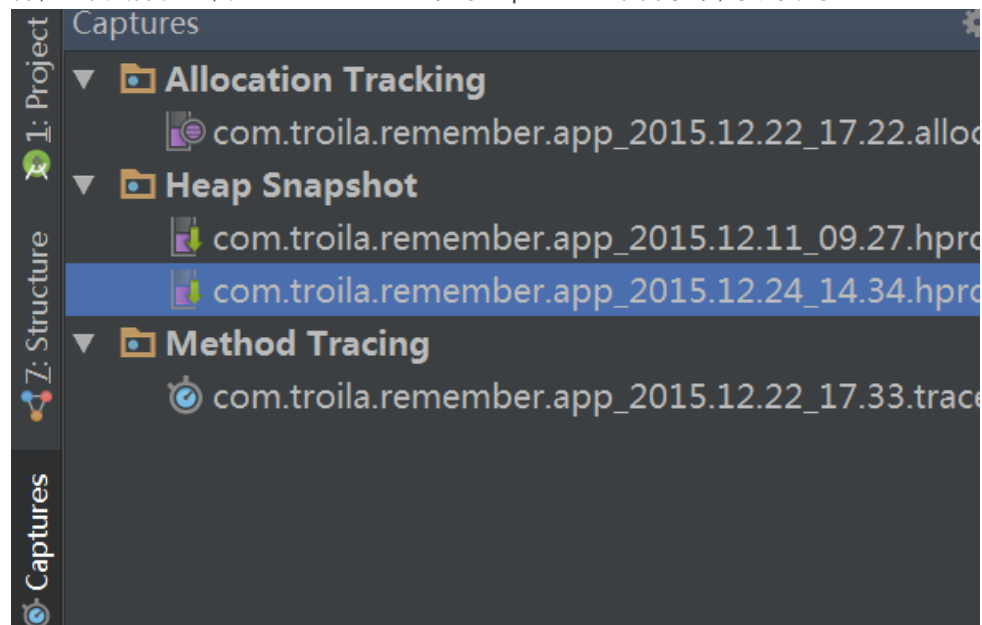 Captures
Allocation Tracking
com.troila.remember.app_2015.12.22_17.22.alloc
Heap Snapshot
com.troila.remember.app_2015.12.11_09.27.hpro
com.troila.remember.app_2015.12.24_14.34.hpro
Method Tracing
com.troila.remember.app_2015.12.22_17.33.trace
1: Project
7: Structure
Captures